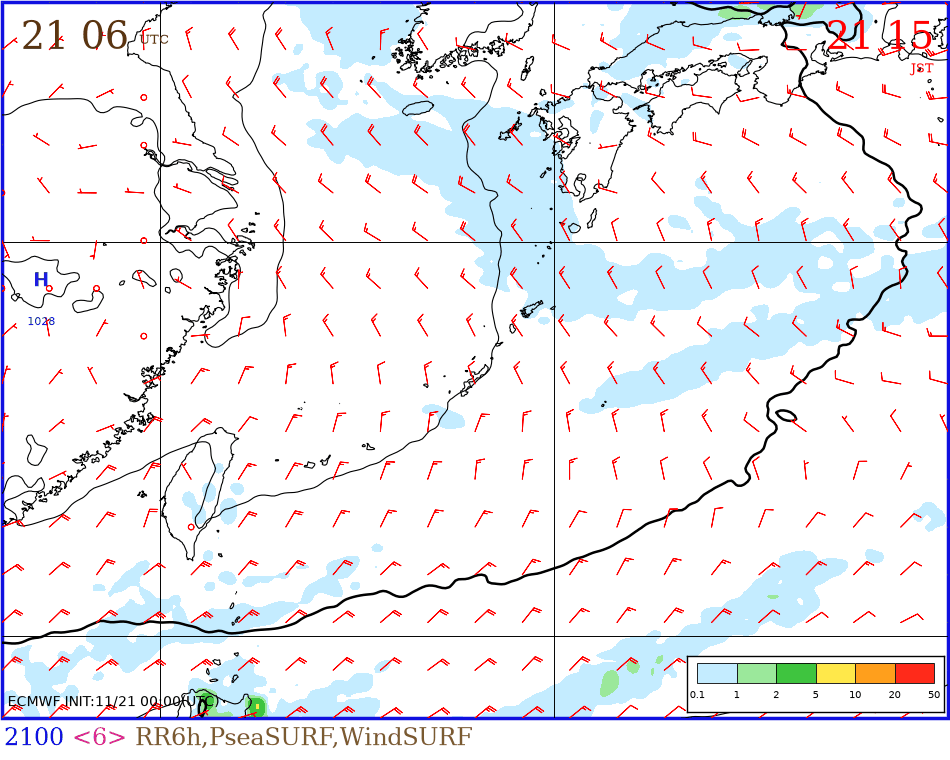 21 06 UTC
21 15
JST
H
1028
ECMWF INIT:11/21 00:00(UTC)
0.1 1 2 5 10 20 50
2100 <6> RR6h,PseaSURF,WindSURF